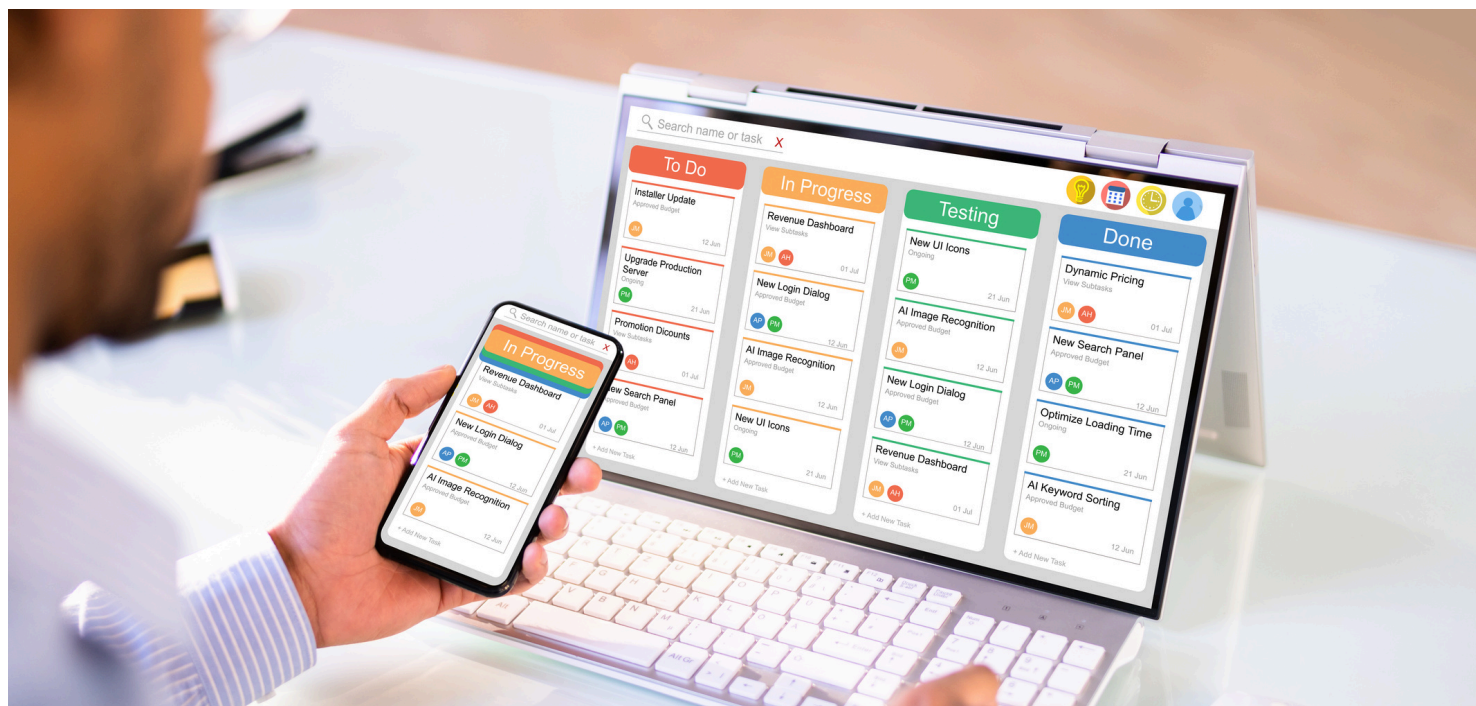 Search name or task X
To Do
Installer Update
Approved Budget
JM
12 Jun
Upgrade Production
Server
Ongoing
PM
21 Jun
Promotion Dicounts
View Subtasks
AH
01 Jul
New Search Panel
Approved Budget
AP PM
12 Jun
+ Add New Task
In Progress
Revenue Dashboard
View Subtasks
JM AH
01 Jul
New Login Dialog
Approved Budget
AP PM
12 Jun
AI Image Recognition
Approved Budget
JM
12 Jun
New UI Icons
Ongoing
PM
21 Jun
+ Add New Task
Testing
New UI Icons
Ongoing
PM
21 Jun
AI Image Recognition
Approved Budget
JM
12 Jun
New Login Dialog
Approved Budget
AP PM
12 Jun
Revenue Dashboard
View Subtasks
JM AH
01 Jul
+ Add New Task
Done
Dynamic Pricing
View Subtasks
JM AH
01 Jul
New Search Panel
Approved Budget
AP PM
12 Jun
Optimize Loading Time
Ongoing
PM
21 Jun
AI Keyword Sorting
Approved Budget
JM
12 Jun
+ Add New Task
Search name or task X
In Progress
Revenue Dashboard
View Subtasks
JM AH
01 Jul
New Login Dialog
Approved Budget
AP PM
12 Jun
AI Image Recognition
Approved Budget
JM
12 Jun
+ Add New Task
Alt
V B N M
Alt Gr